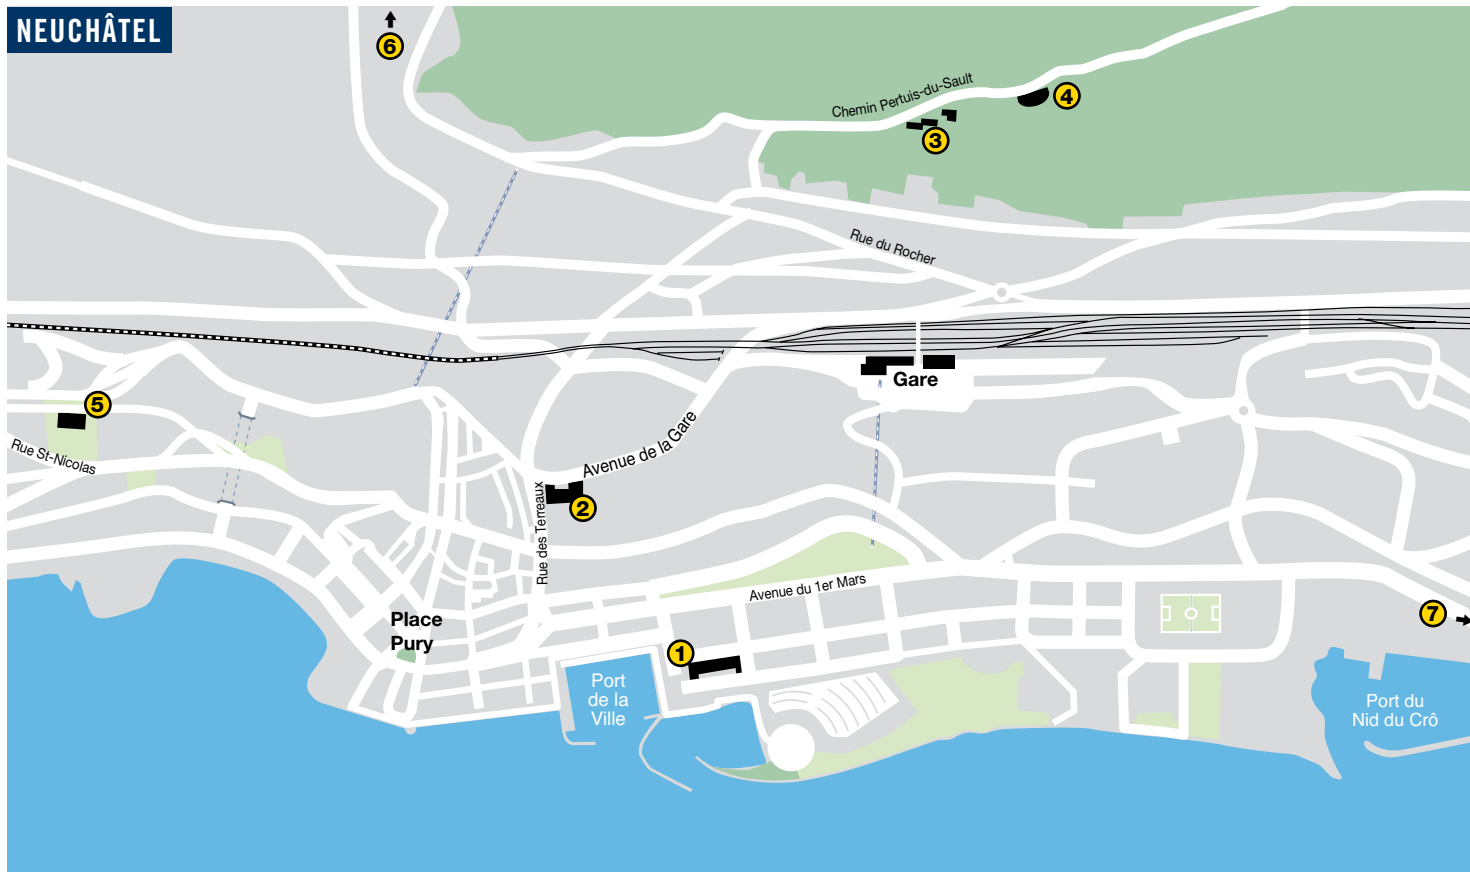 NEUCHÂTEL
6
Chemin Pertuis-du-Sault
4
3
Rue du Rocher
Gare
5
Rue St-Nicolas
Avenue de la Gare
2
Rue des Terreaux
Avenue du 1er Mars
Place
Pury
7
1
Port
de la
Ville
Port du
Nid du Crô